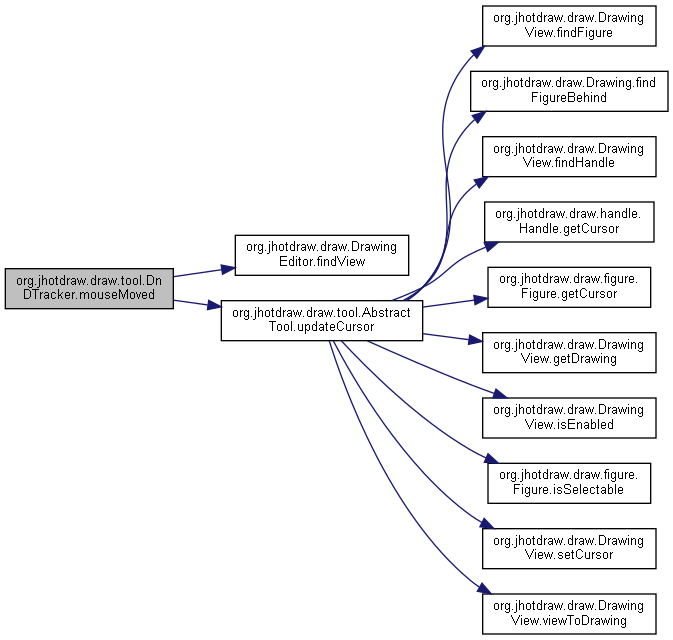 org.jhotdraw.draw.tool.Dn
DTracker.mouseMoved
org.jhotdraw.draw.Drawing
Editor.findView
org.jhotdraw.draw.tool.Abstract
Tool.updateCursor
org.jhotdraw.draw.Drawing
View.findFigure
org.jhotdraw.draw.Drawing.find
FigureBehind
org.jhotdraw.draw.Drawing
View.findHandle
org.jhotdraw.draw.handle.
Handle.getCursor
org.jhotdraw.draw.figure.
Figure.getCursor
org.jhotdraw.draw.Drawing
View.getDrawing
org.jhotdraw.draw.Drawing
View.isEnabled
org.jhotdraw.draw.figure.
Figure.isSelectable
org.jhotdraw.draw.Drawing
View.setCursor
org.jhotdraw.draw.Drawing
View.viewToDrawing